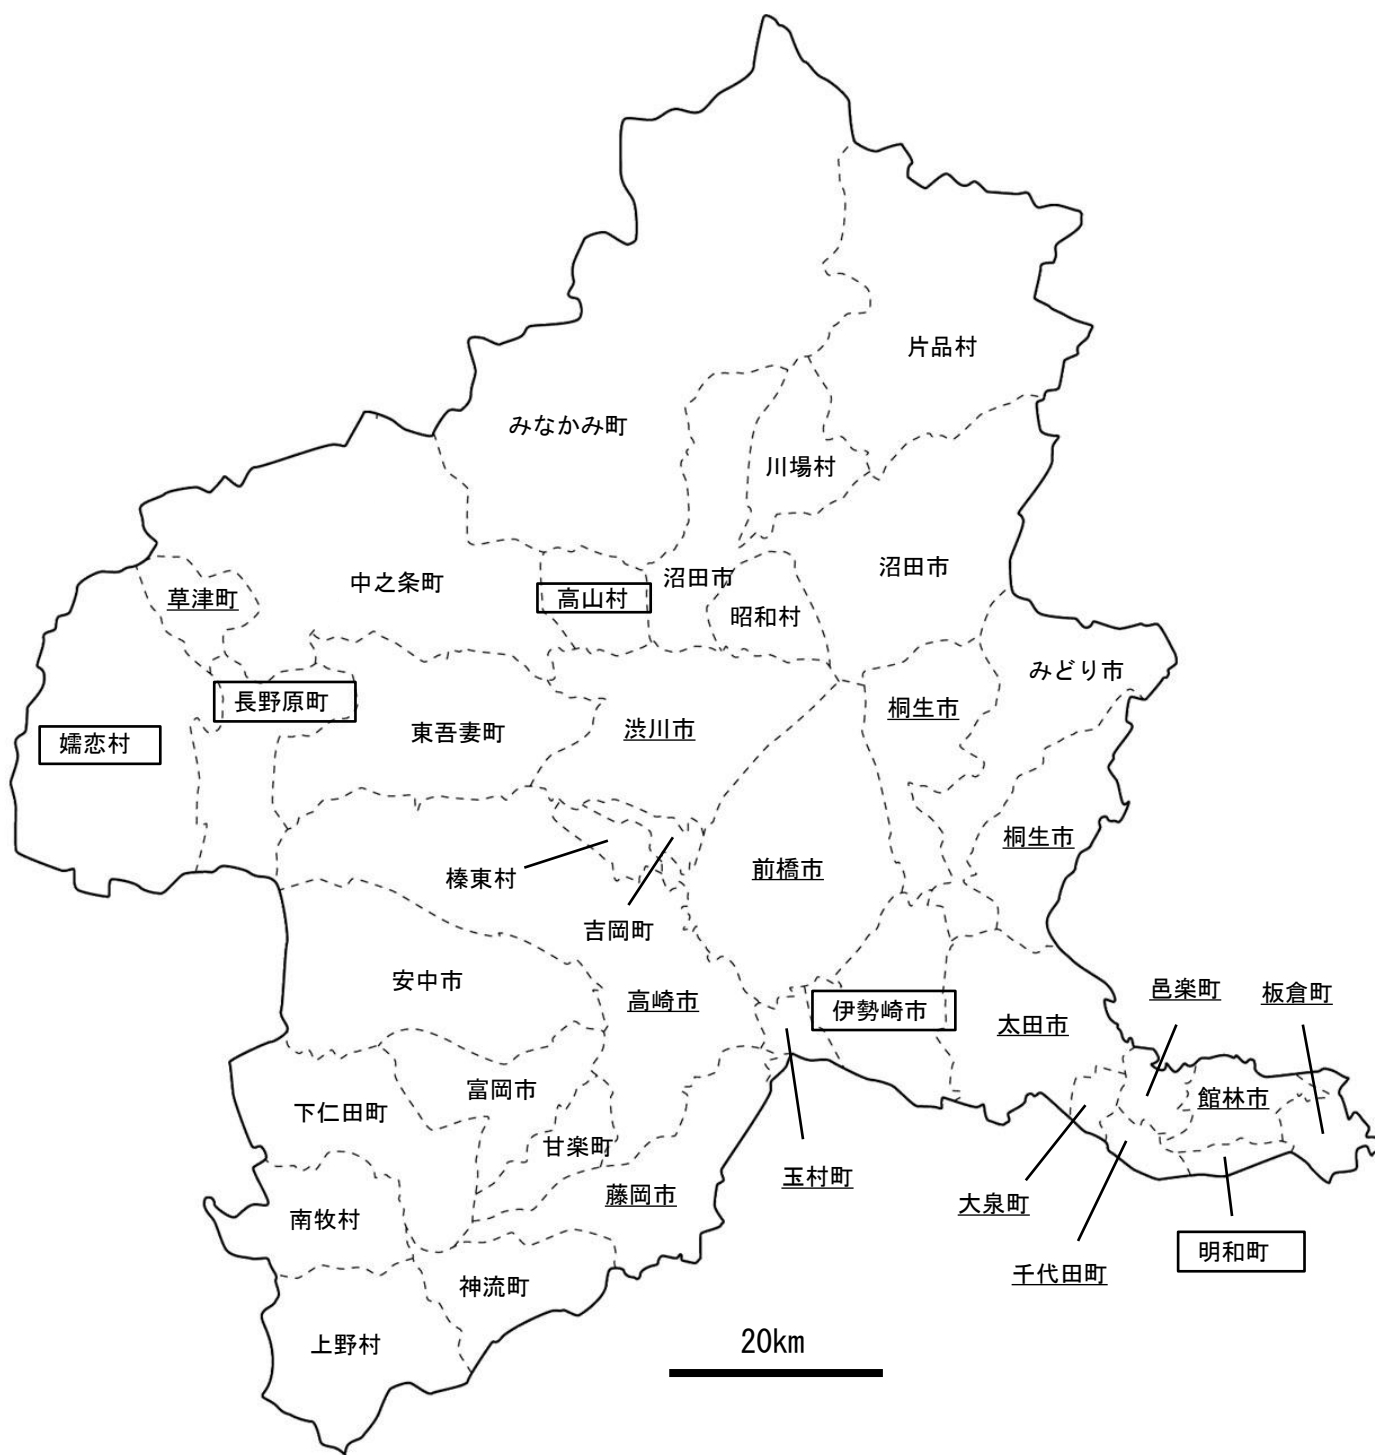 片品村
みなかみ町
川場村
沼田市
中之条町
沼田市
草津町
高山村
昭和村
みどり市
長野原町
桐生市
嬬恋村
東吾妻町
渋川市
桐生市
前橋市
榛東村
吉岡町
安中市
高崎市
伊勢崎市
太田市
邑楽町
板倉町
富岡市
館林市
下仁田町
甘楽町
玉村町
藤岡市
大泉町
南牧村
明和町
千代田町
神流町
上野村
20km